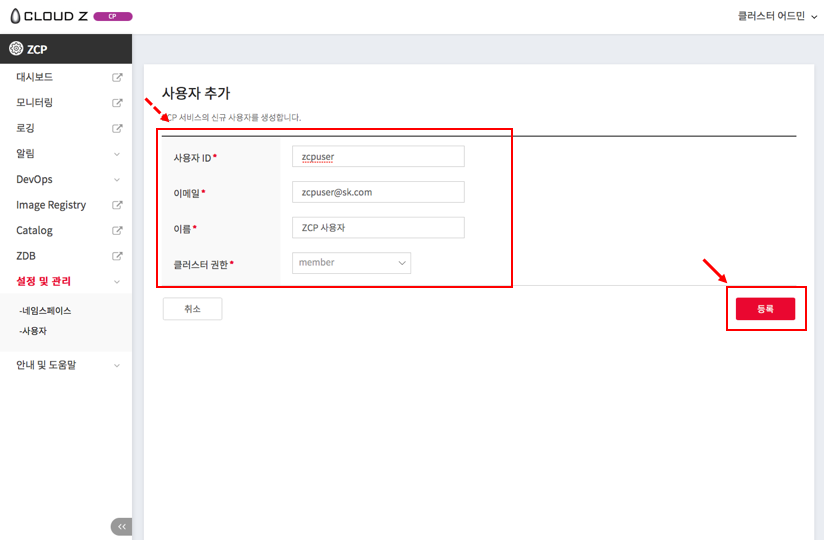 CLOUD Z CP
클러스터 어드민
ZCP
대시보드
모니터링
로깅
알림
DevOps
Image Registry
Catalog
ZDB
설정 및 관리
-네임스페이스
-사용자
안내 및 도움말
사용자 추가
CP 서비스의 신규 사용자를 생성합니다.
사용자 ID* zcpuser
이메일* zcpuser@sk.com
이름* ZCP 사용자
클러스터 권한* member
취소
등록